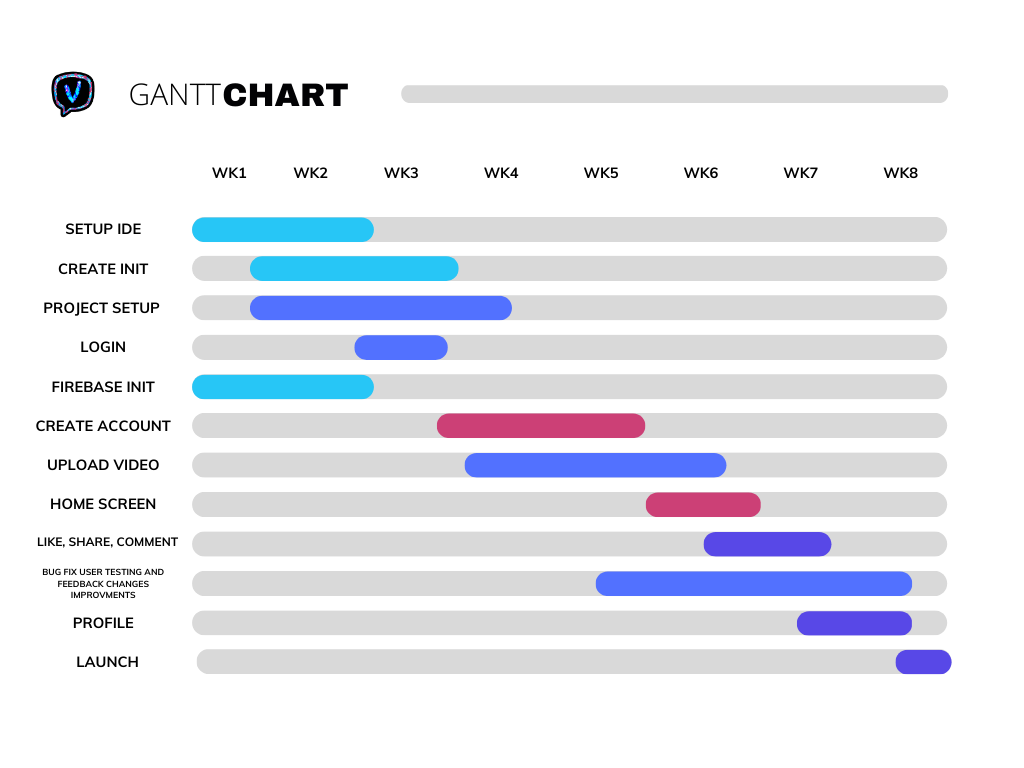 V
GANTTCHART
WK1 WK2 WK3 WK4 WK5 WK6 WK7 WK8
SETUP IDE
CREATE INIT
PROJECT SETUP
LOGIN
FIREBASE INIT
CREATE ACCOUNT
UPLOAD VIDEO
HOME SCREEN
LIKE, SHARE, COMMENT
BUG FIX USER TESTING AND
FEEDBACK CHANGES
IMPROVMENTS
PROFILE
LAUNCH